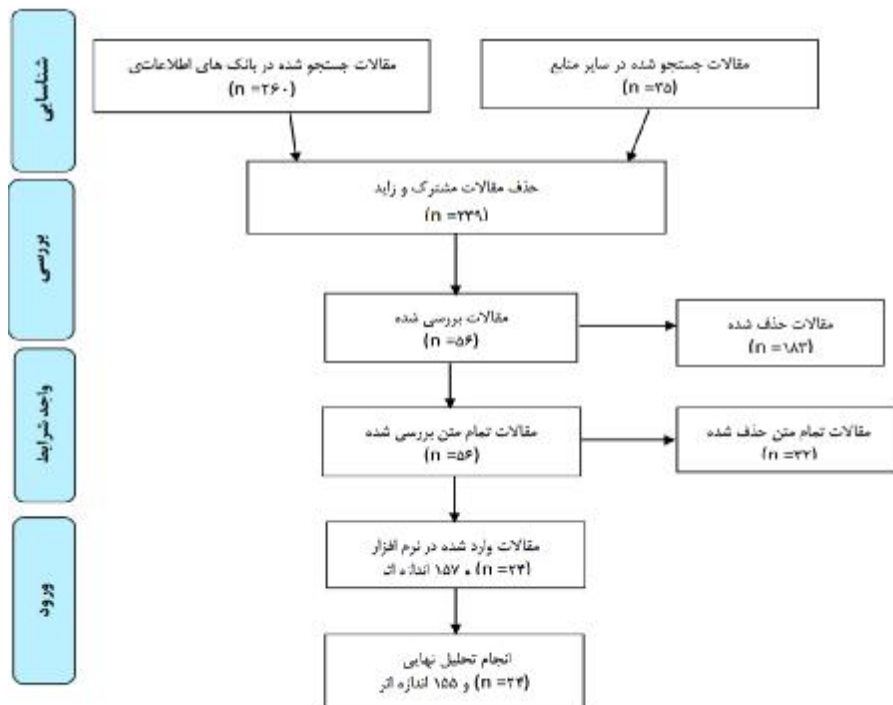 شناسایی
مقالات جستجو شده در سایر منابع
(n =۳۵)
مقالات جستجو شده در بانک های اطلاعاتی
(n =۲۶۰)
حذف مقالات مشترک و زاید
(n =۲۳۹)
بررسی
مقالات بررسی شده
(n =۵۶)
مقالات حذف شده
(n =۱۸۳)
واجد شرایط
مقالات تمام متن بررسی شده
(n =۵۶)
مقالات تمام متن حذف شده
(n =۳۲)
ورود
مقالات وارد شده در نرم افزار
(n =۲۴) و ۱۵۷ اندازه اثر
انجام تحلیل نهایی
(n =۲۴) و ۱۵۵ اندازه اثر